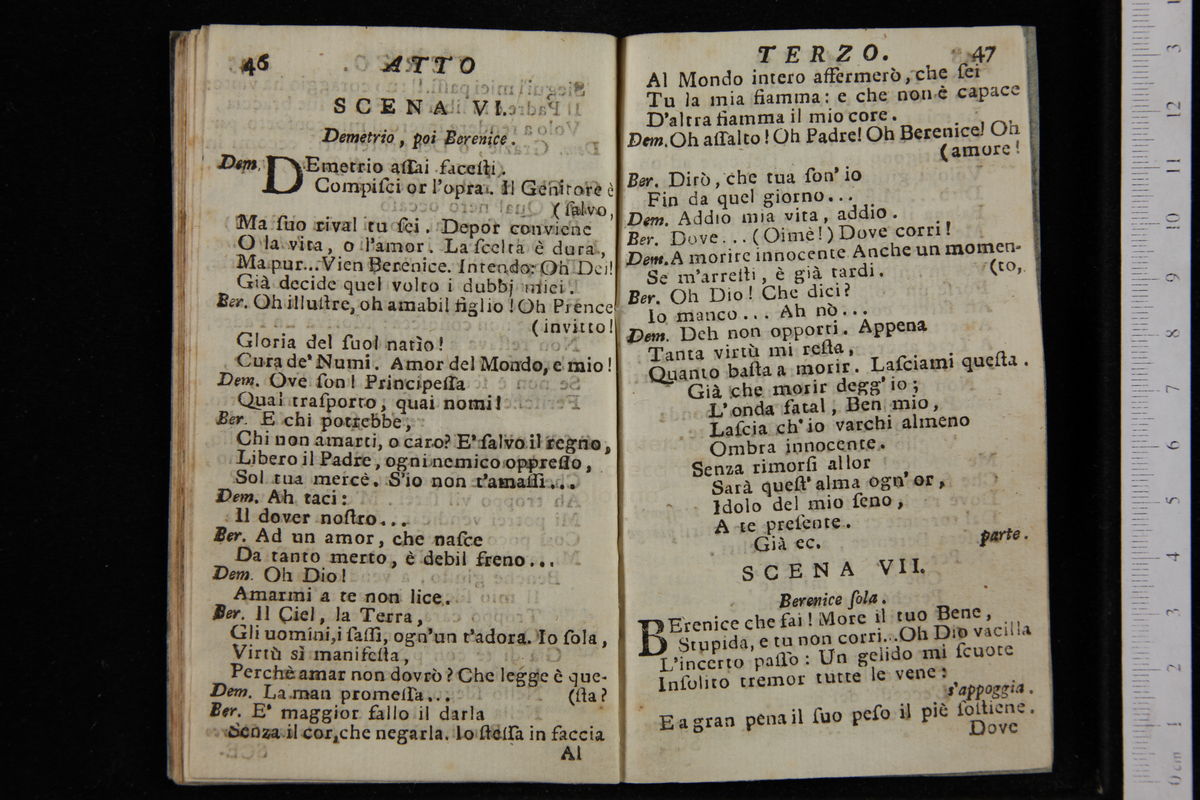 46 ATTO
SCENA VI.
Demetrio, poi Berenice.
Dem. DEmetrio aſſai faceſti.
Compiſci or l'opra. Il Genitore è
(ſalvo,
Ma ſuo rival tu ſei. Depor conviene
O la vita, o l'amor. La ſcelta è dura,
Ma pur... Vien Berenice. Intendo: Oh Dei!
Già decide quel volto i dubbj miei.
Ber. Oh illuſtre, oh amabil figlio! Oh Prence
(invitto!
Gloria del ſuol natìo!
Cura de' Numi. Amor del Mondo, e mio!
Dem. Ove ſon! Principeſſa
Qual traſporto, quai nomi!
Ber. E chi potrebbe,
Chi non amarti, o caro? E' ſalvo il regno,
Libero il Padre, ogni nemico oppreſſo,
Sol tua mercè. S'io non t'amaſſi...
Dem. Ah taci:
Il dover noſtro...
Ber. Ad un amor, che naſce
Da tanto merto, è debil freno...
Dem. Oh Dio!
Amarmi a te non lice.
Ber. Il Ciel, la Terra,
Gli uomini, i ſaſſi, ogn'un t'adora. Io ſola,
Virtù sì manifeſta,
Perchè amar non dovrò? Che legge è que-
Dem. La man promeſſa... (ſta?
Ber. E' maggior fallo il darla
Senza il cor, che negarla. Io ſteſſa in faccia
Al
TERZO. 47
Al Mondo intero affermerò, che ſei
Tu la mia fiamma: e che non è capace
D'altra fiamma il mio core.
Dem. Oh aſſalto! Oh Padre! Oh Berenice! Oh
(amore!
Ber. Dirò, che tua ſon' io
Fin da quel giorno...
Dem. Addio mia vita, addio.
Ber. Dove... (Oimè!) Dove corri!
Dem. A morire innocente Anche un momen-
Se m'arreſti, è già tardi. (to,
Ber. Oh Dio! Che dici?
Io manco... Ah nò...
Dem. Deh non opporti. Appena
Tanta virtù mi reſta,
Quanto baſta a morir. Laſciami queſta.
Già che morir degg' io;
L'onda fatal, Ben mio,
Laſcia ch'io varchi almeno
Ombra innocente.
Senza rimorſi allor
Sarà queſt' alma ogn' or,
Idolo del mio ſeno,
A te preſente.
Già ec. parte.
SCENA VII.
Berenice ſola.
BErenice che fai! More il tuo Bene,
Stupida, e tu non corri... Oh Dio vacilla
L'incerto paſſo: Un gelido mi ſcuote
Inſolito tremor tutte le vene:
s'appoggia.
E a gran pena il ſuo peſo il piè ſoſtiene.
Dove